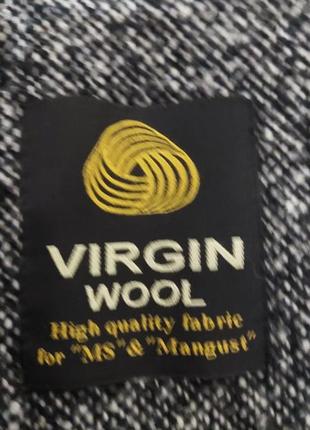 VIRGIN
WOOL
High quality fabric
for "MS" & "Mangust"